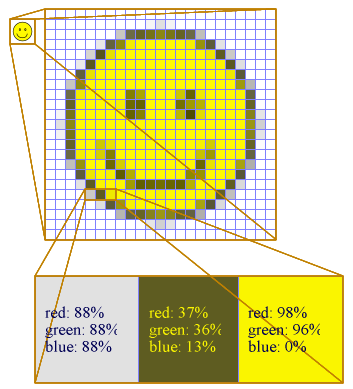 red: 88%
green: 88%
blue: 88%
red: 37%
green: 36%
blue: 13%
red: 98%
green: 96%
blue: 0%